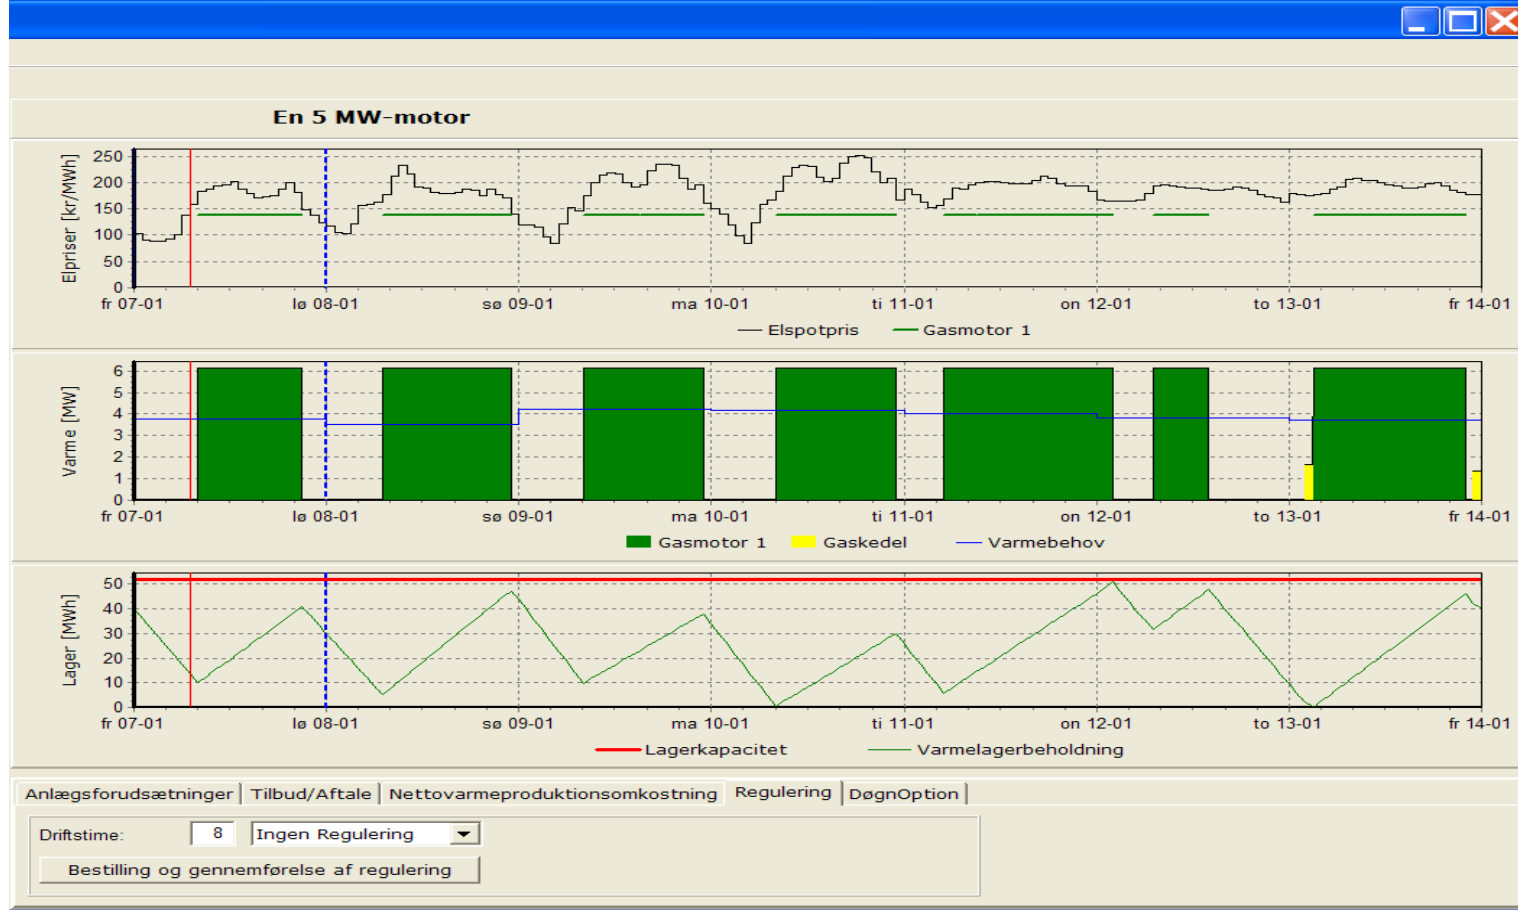 En 5 MW-motor
Elpriser [kr/MWh]
250
200
150
100
50
0
fr 07-01 lø 08-01 sø 09-01 ma 10-01 ti 11-01 on 12-01 to 13-01 fr 14-01
Elspotpris Gasmotor 1
Varme [MW]
6
5
4
3
2
1
0
fr 07-01 lø 08-01 sø 09-01 ma 10-01 ti 11-01 on 12-01 to 13-01 fr 14-01
Gasmotor 1 Gaskedel Varmebehov
Lager [MWh]
50
40
30
20
10
0
fr 07-01 lø 08-01 sø 09-01 ma 10-01 ti 11-01 on 12-01 to 13-01 fr 14-01
Lagerkapacitet Varmelagerbeholdning
Anlægsforudsætninger Tilbud/Aftale Nettovarmeproduktionsomkostning Regulering DøgnOption
Driftstime: 8 Ingen Regulering
Bestilling og gennemførelse af regulering